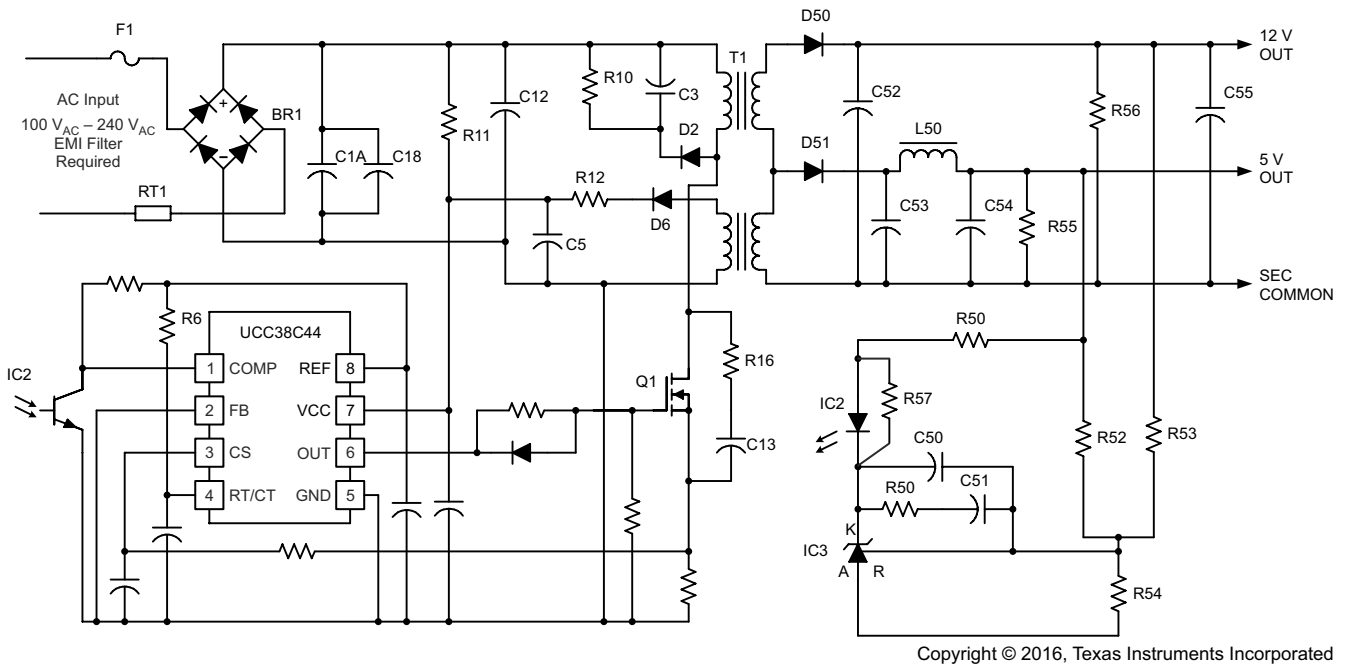 F1
AC Input
100 VAC – 240 VAC
EMI Filter
Required
RT1
+
–
BR1
C1A
C18
R11
C12
R10
C3
D2
T1
R12
D6
C5
D50
D51
C52
L50
C53
C54
R55
R56
C55
12 V
OUT
5 V
OUT
SEC
COMMON
R6
UCC38C44
IC2
1 COMP
2 FB
3 CS
4 RT/CT
REF 8
VCC 7
OUT 6
GND 5
Q1
R16
C13
R50
IC2
R57
C50
R50
C51
R52
R53
K
IC3
A R
R54
Copyright © 2016, Texas Instruments Incorporated